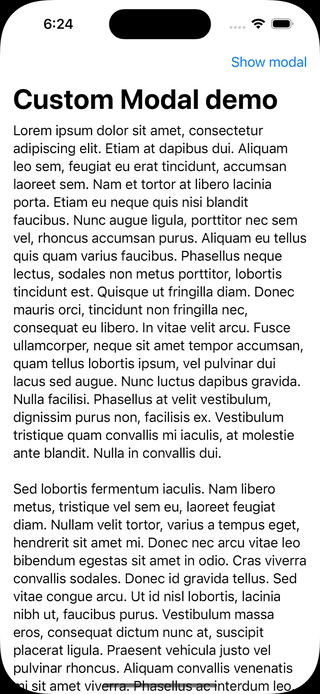 6:24
Show modal
Custom Modal demo
Lorem ipsum dolor sit amet, consectetur
adipiscing elit. Etiam at dapibus dui. Aliquam
leo sem, feugiat eu erat tincidunt, accumsan
laoreet sem. Nam et tortor at libero lacinia
porta. Etiam eu neque quis nisi blandit
faucibus. Nunc augue ligula, porttitor nec sem
vel, rhoncus accumsan purus. Aliquam eu tellus
quis quam varius faucibus. Phasellus neque
lectus, sodales non metus porttitor, lobortis
tincidunt est. Quisque ut fringilla diam. Donec
mauris orci, tincidunt non fringilla nec,
consequat eu libero. In vitae velit arcu. Fusce
ullamcorper, neque sit amet tempor accumsan,
quam tellus lobortis ipsum, vel pulvinar dui
lacus sed augue. Nunc luctus dapibus gravida.
Nulla facilisi. Phasellus at velit vestibulum,
dignissim purus non, facilisis ex. Vestibulum
tristique quam convallis mi iaculis, at molestie
ante blandit. Nulla in convallis dui.
Sed lobortis fermentum iaculis. Nam libero
metus, tristique vel sem eu, laoreet feugiat
diam. Nullam velit tortor, varius a tempus eget,
hendrerit sit amet mi. Donec nec arcu vitae leo
bibendum egestas sit amet in odio. Cras viverra
convallis sodales. Donec id gravida tellus. Sed
vitae congue arcu. Ut id nisl lobortis, lacinia
nibh ut, faucibus purus. Vestibulum massa
eros, consequat dictum nunc at, suscipit
placerat ligula. Praesent vehicula justo vel
pulvinar rhoncus. Aliquam convallis venenatis
mi sit amet viverra. Phasellus ac interdum leo